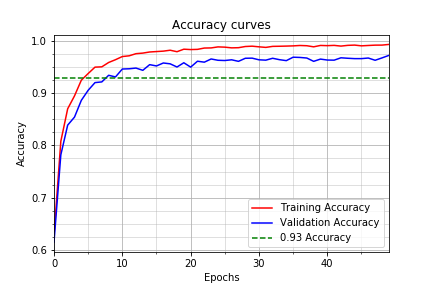 Accuracy curves
1.0
0.9
0.8
0.7
0.6
Accuracy
Training Accuracy
Validation Accuracy
0.93 Accuracy
0 10 20 30 40
Epochs